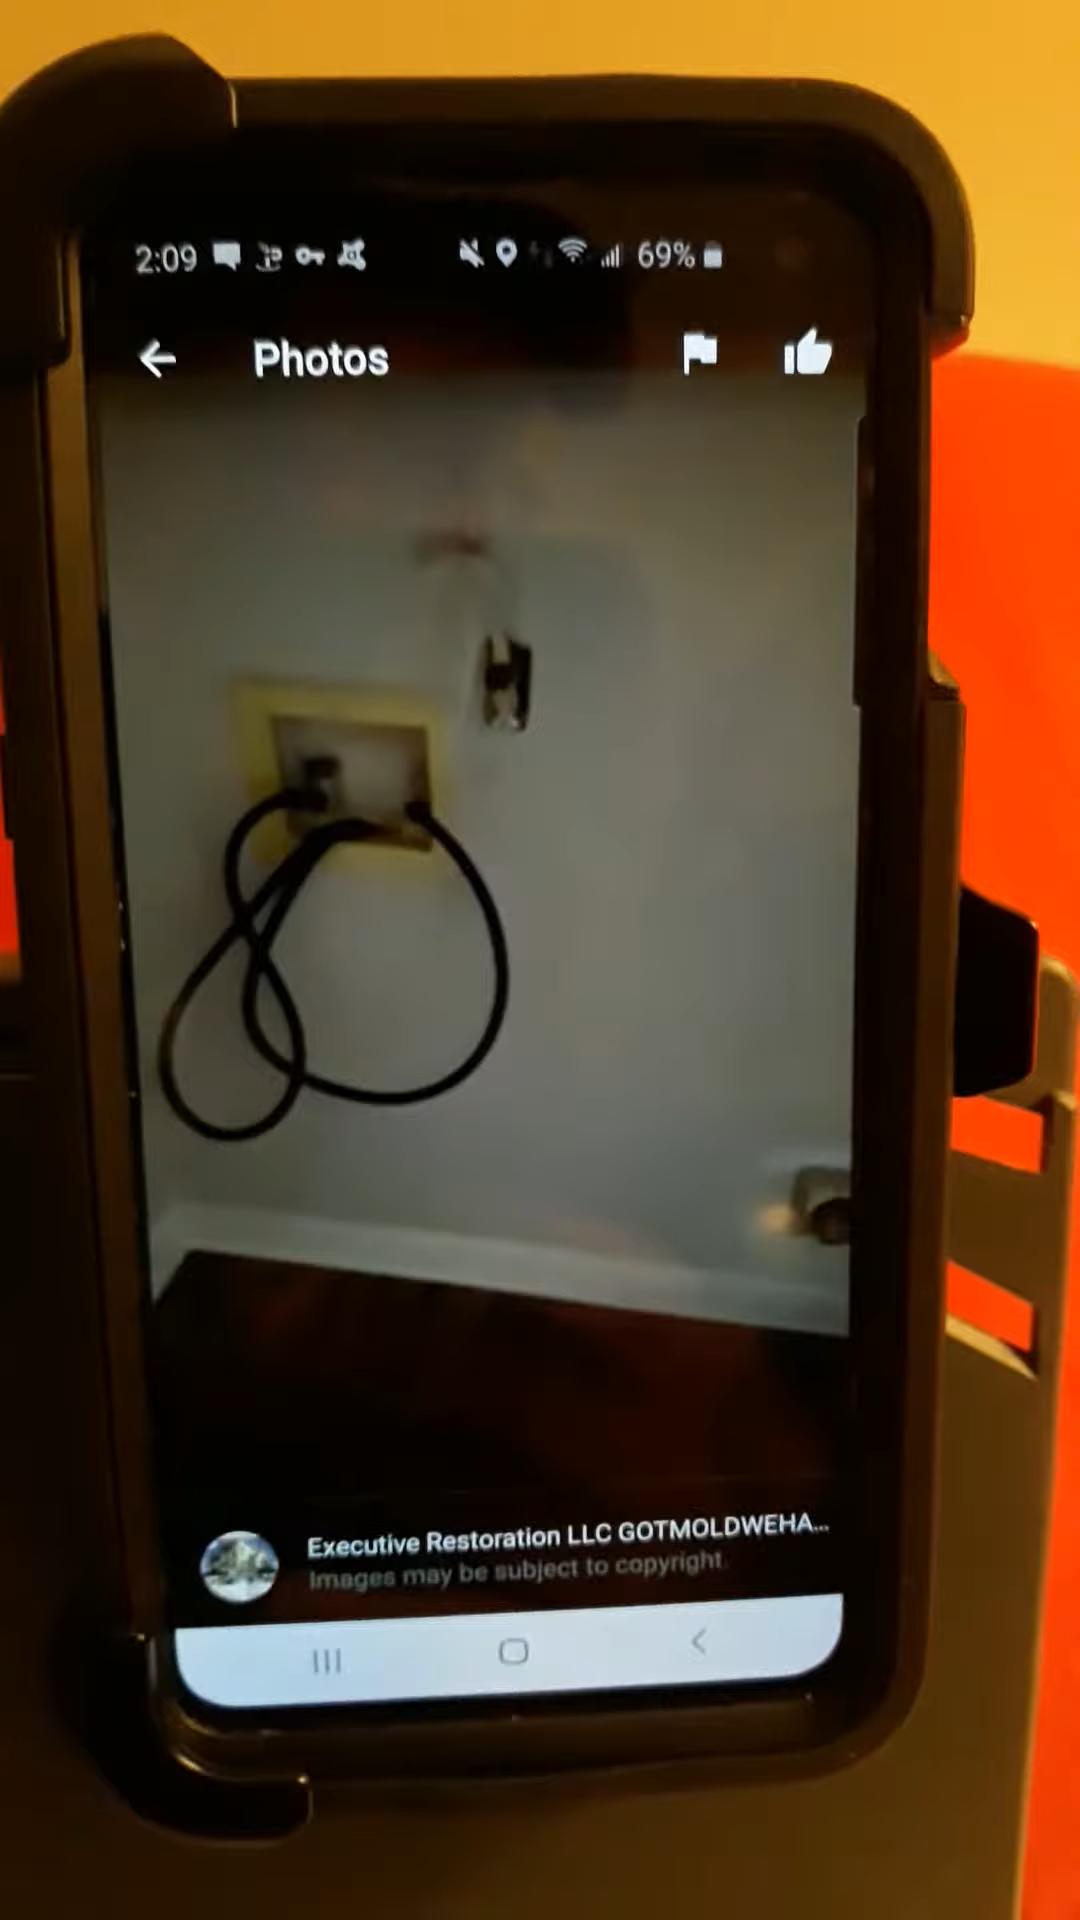 2:09 69%
Photos
Executive Restoration LLC GOTMOLDWEHA...
Images may be subject to copyright.